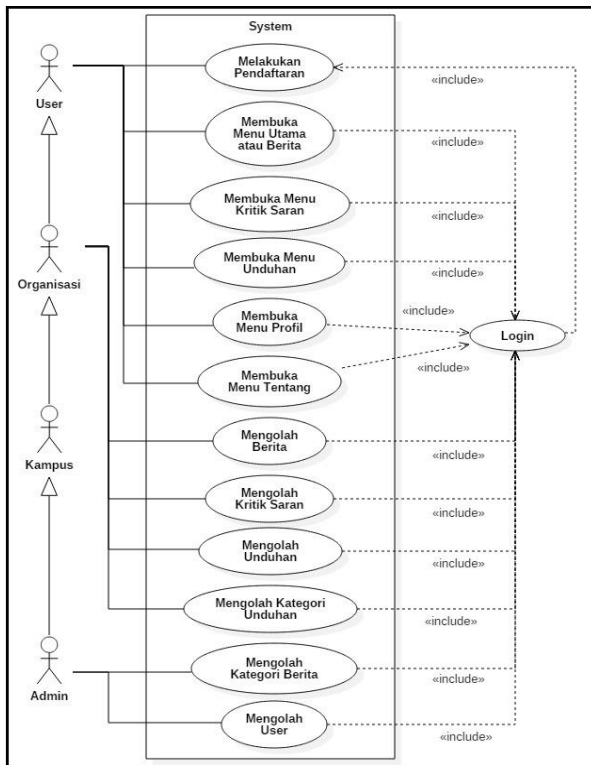 System
Melakukan
Pendaftaran
«include»
User
Membuka
Menu Utama
atau Berita
«include»
Membuka Menu
Kritik Saran
«include»
Organisasi
Membuka Menu
Unduhan
«include»
Membuka
Menu Profil
«include»
Login
Membuka
Menu Tentang
«include»
Kampus
Mengolah
Berita
«include»
Mengolah
Kritik Saran
«include»
Mengolah
Unduhan
«include»
Mengolah Kategori
Unduhan
«include»
Admin
Mengolah
Kategori Berita
«include»
Mengolah
User
«include»